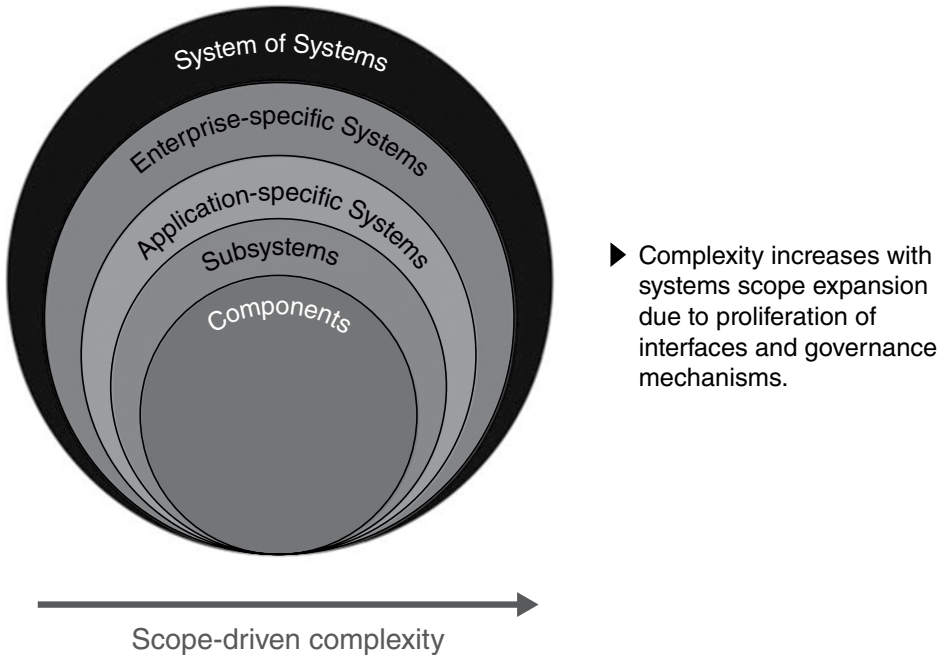 System of Systems
Enterprise-specific Systems
Application-specific Systems
Subsystems
Components
Complexity increases with
systems scope expansion
due to proliferation of
interfaces and governance
mechanisms.
Scope-driven complexity